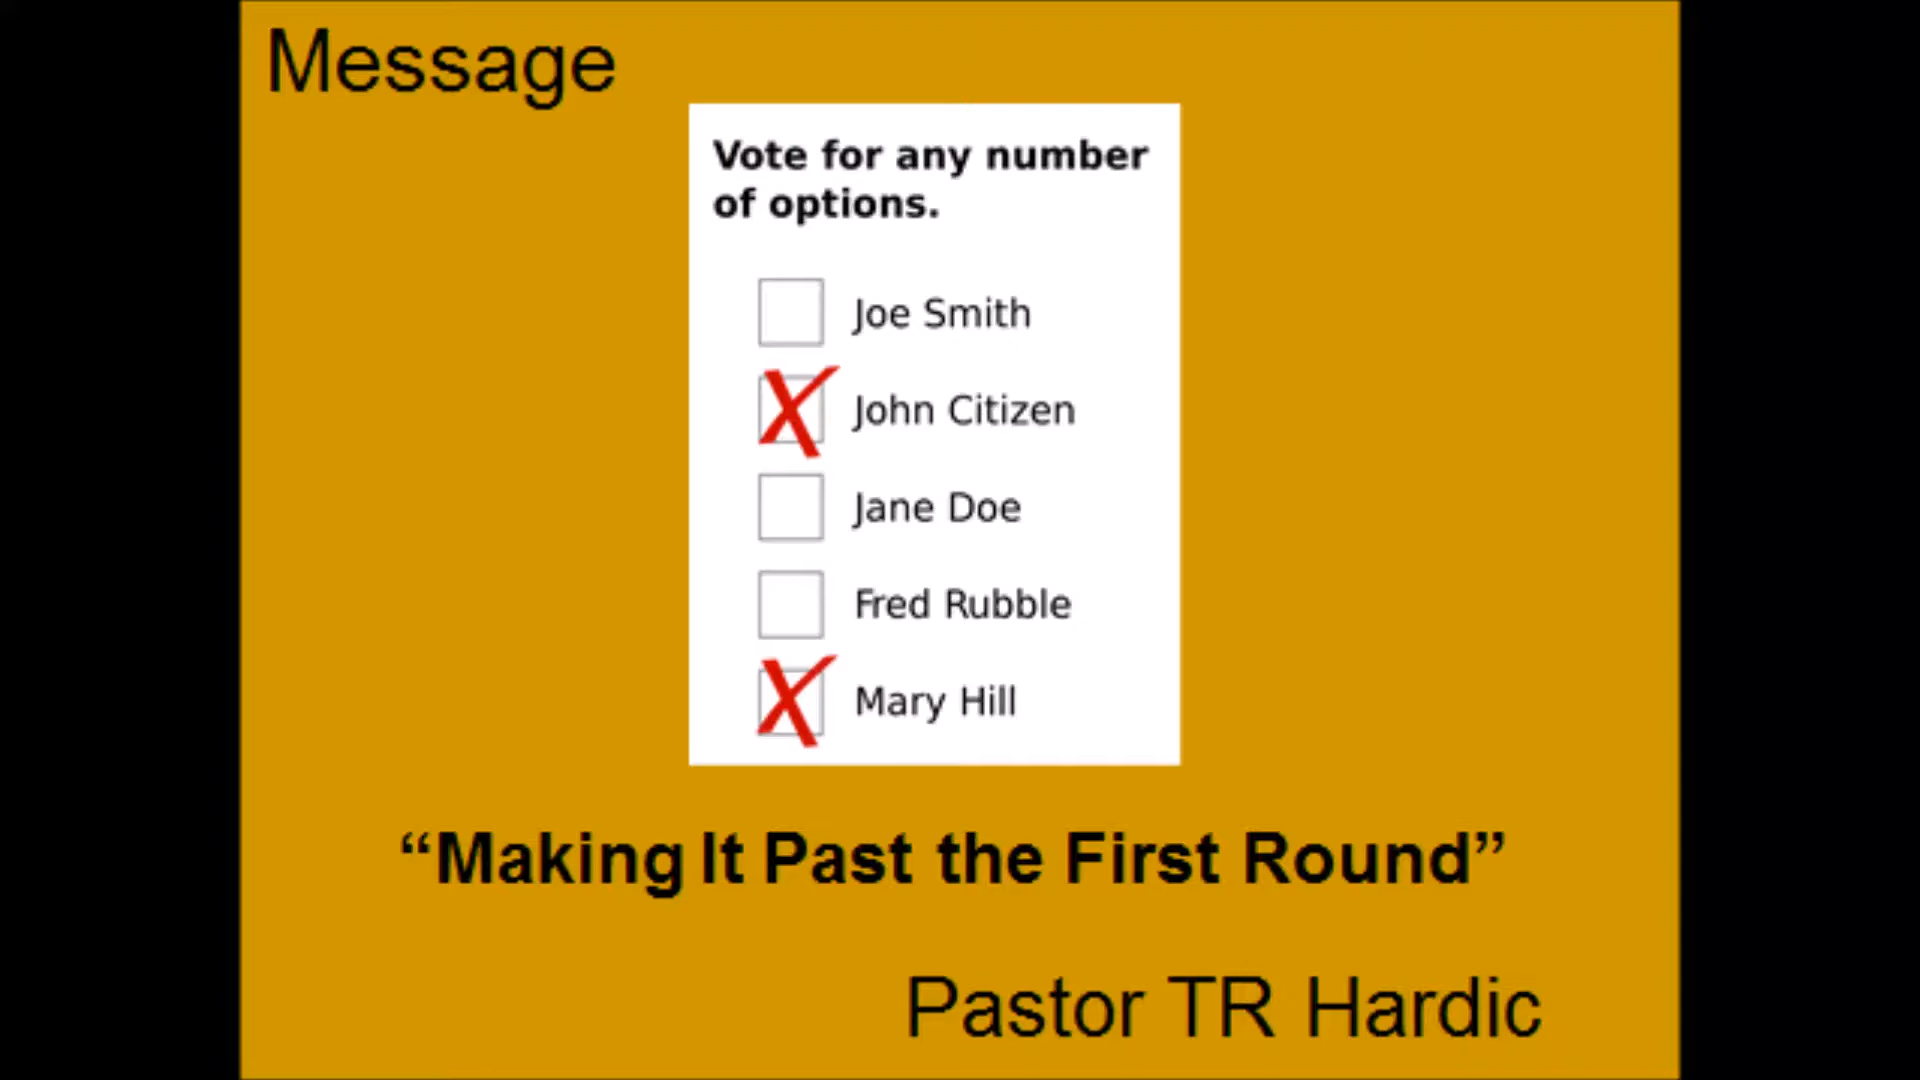 Message
Vote for any number
of options.
Joe Smith
John Citizen
Jane Doe
Fred Rubble
Mary Hill
“Making It Past the First Round”
Pastor TR Hardic